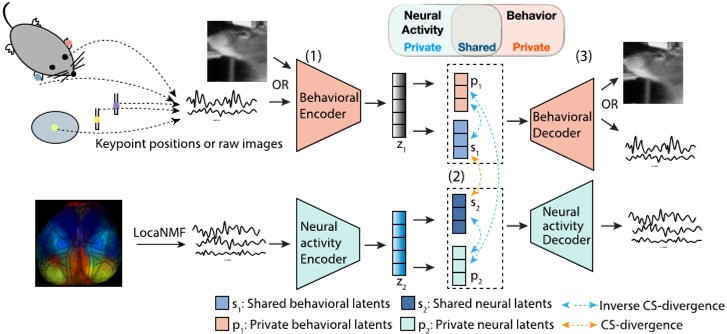 Neural
Activity
Behavior
Private
Shared
Private
(1)
(3)
OR
Behavioral
Encoder
z1
p1
s1
Behavioral
Decoder
OR
Keypoint positions or raw images
(2)
LocaNMF
Neural
activity
Encoder
z2
s2
p2
Neural
activity
Decoder
s1: Shared behavioral latents
s2: Shared neural latents
Inverse CS-divergence
p1: Private behavioral latents
p2: Private neural latents
CS-divergence